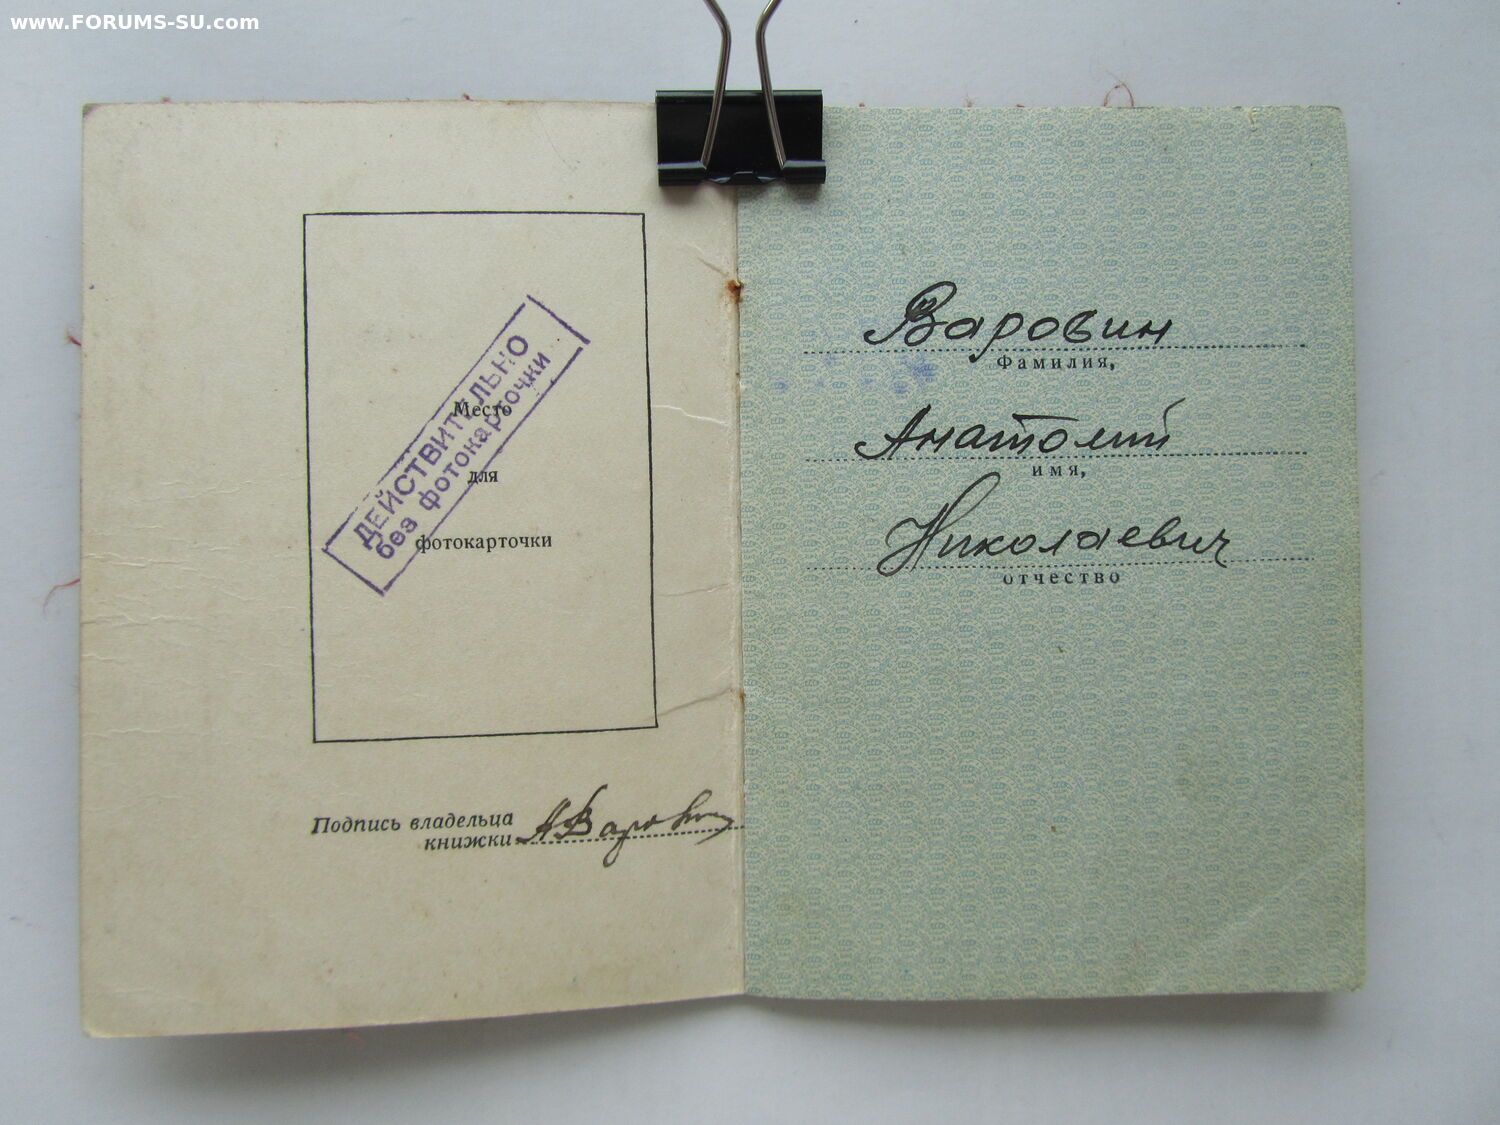 www.FORUMS-SU.com
ДЕЙСТВИТЕЛЬНО
без фотокарточки
Место
для
фотокарточки
Подпись владельца
книжки АВаровин
Варовин
Фамилия,
Анатолий
имя,
Николаевич
отчество